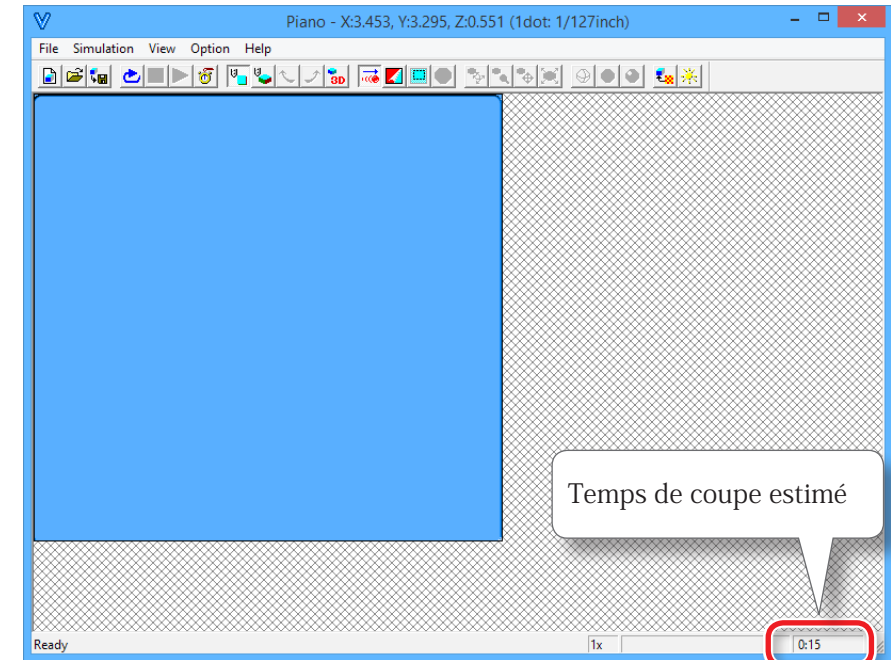 Piano - X:3.453, Y:3.295, Z:0.551 (1dot: 1/127inch)
File Simulation View Option Help
3D
Temps de coupe estimé
Ready 1x 0:15